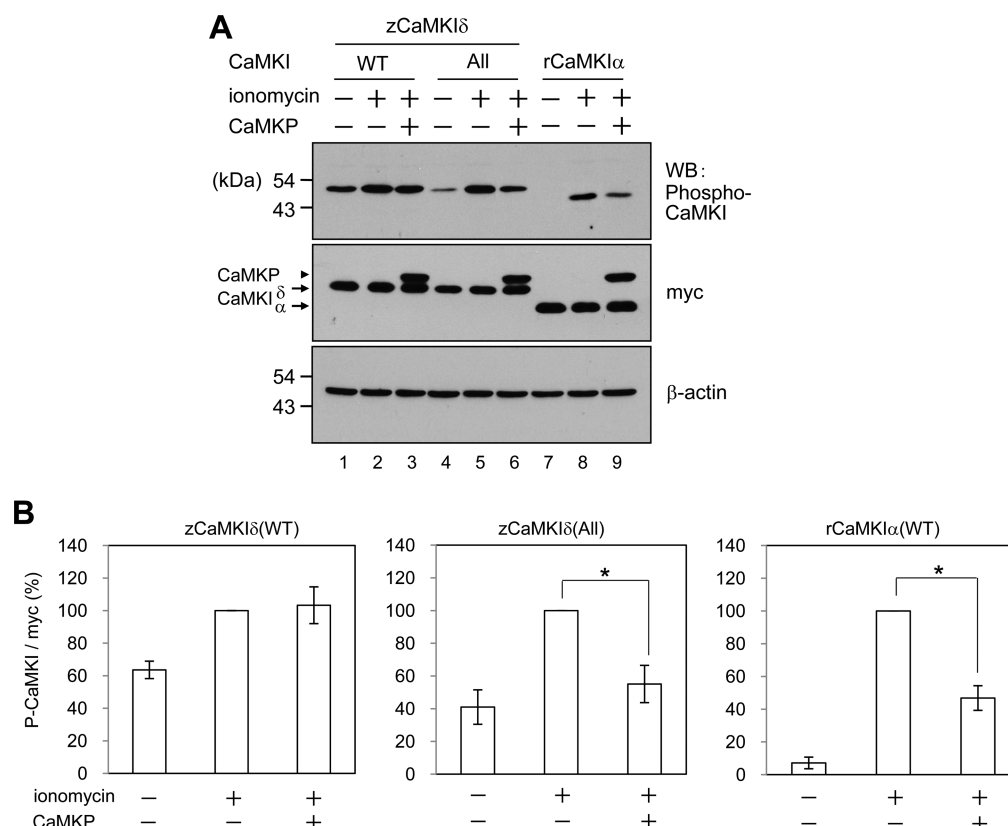 A
zCaMKIδ
CaMKI WT All rCaMKIα
ionomycin − + + − + + − + +
CaMKP − − + − − + − − +
(kDa) 54
43
WB:
Phospho-
CaMKI
CaMKP
CaMKI δ
α
myc
54
43
β-actin
1 2 3 4 5 6 7 8 9
B
zCaMKIδ(WT) zCaMKIδ(All) rCaMKIα(WT)
P-CaMKI / myc (%)
140 140 140
120 120 120
100 100 100
80 80 80
60 60 60
40 40 40
20 20 20
0 0 0
* *
ionomycin − + + − + + − + +
CaMKP − − + − − + − − +